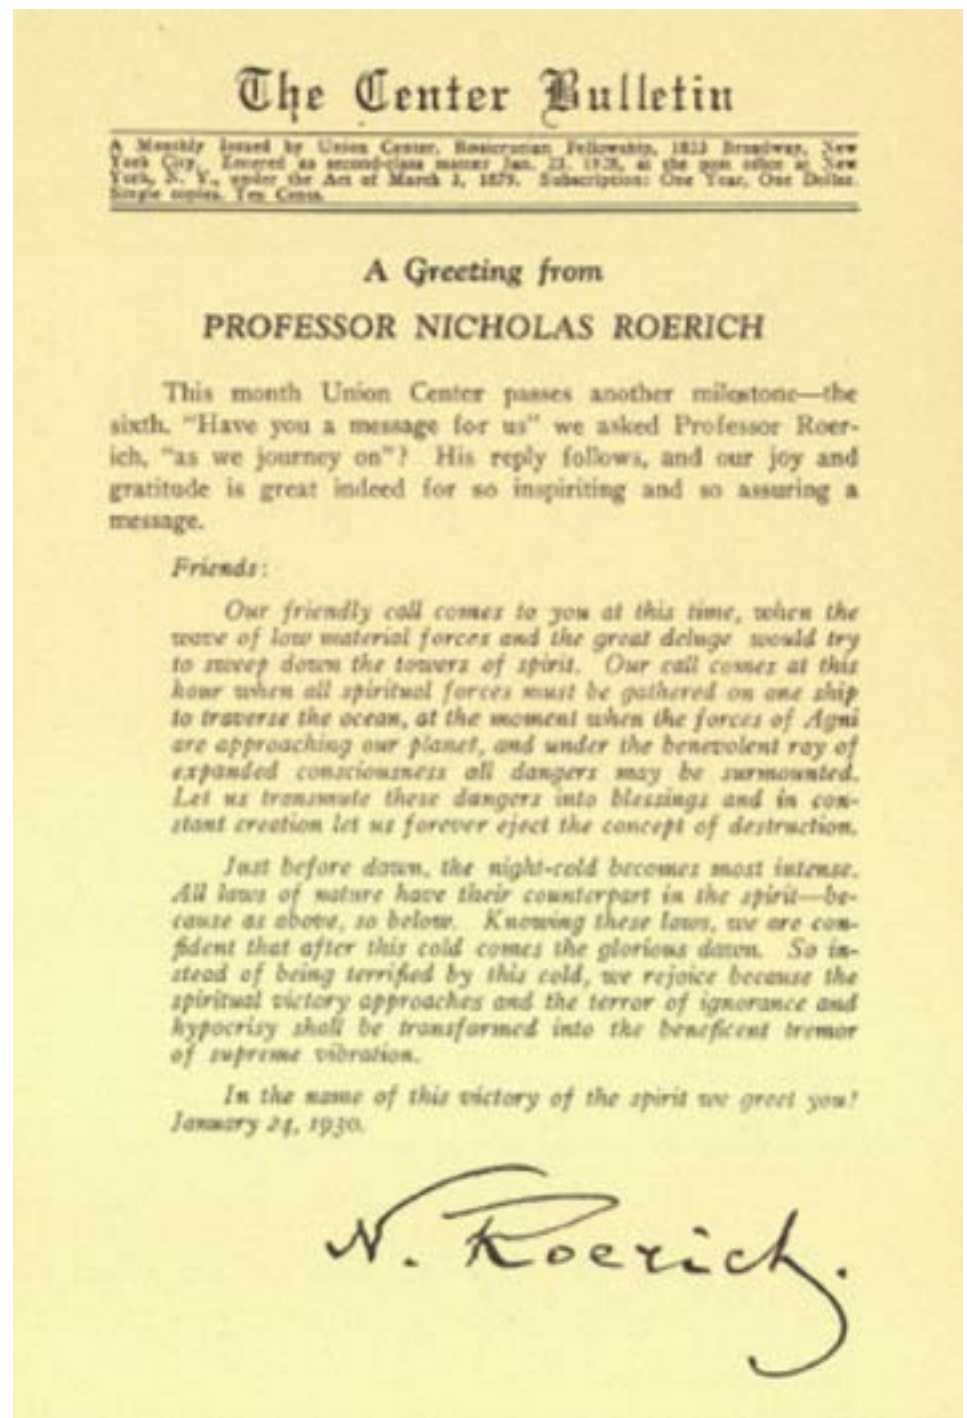 The Center Bulletin
A Monthly Issued by Union Center, Rosicrucian Fellowship, 1823 Broadway, New
York City. Entered as second-class matter Jan. 23, 1928, at the post office at New
York, N. Y., under the Act of March 3, 1879. Subscription: One Year, One Dollar.
Single copies, Ten Cents.
A Greeting from
PROFESSOR NICHOLAS ROERICH
This month Union Center passes another milestone—the
sixth. “Have you a message for us” we asked Professor Roer-
ich, “as we journey on”? His reply follows, and our joy and
gratitude is great indeed for so inspiriting and so assuring a
message.
Friends:
Our friendly call comes to you at this time, when the
wave of low material forces and the great deluge would try
to sweep down the towers of spirit. Our call comes at this
hour when all spiritual forces must be gathered on one ship
to traverse the ocean, at the moment when the forces of Agni
are approaching our planet, and under the benevolent ray of
expanded consciousness all dangers may be surmounted.
Let us transmute these dangers into blessings and in con-
stant creation let us forever eject the concept of destruction.
Just before dawn, the night-cold becomes most intense.
All laws of nature have their counterpart in the spirit—be-
cause as above, so below. Knowing these laws, we are con-
fident that after this cold comes the glorious dawn. So in-
stead of being terrified by this cold, we rejoice because the
spiritual victory approaches and the terror of ignorance and
hypocrisy shall be transformed into the beneficent tremor
of supreme vibration.
In the name of this victory of the spirit we greet you!
January 24, 1930.
N. Roerich.